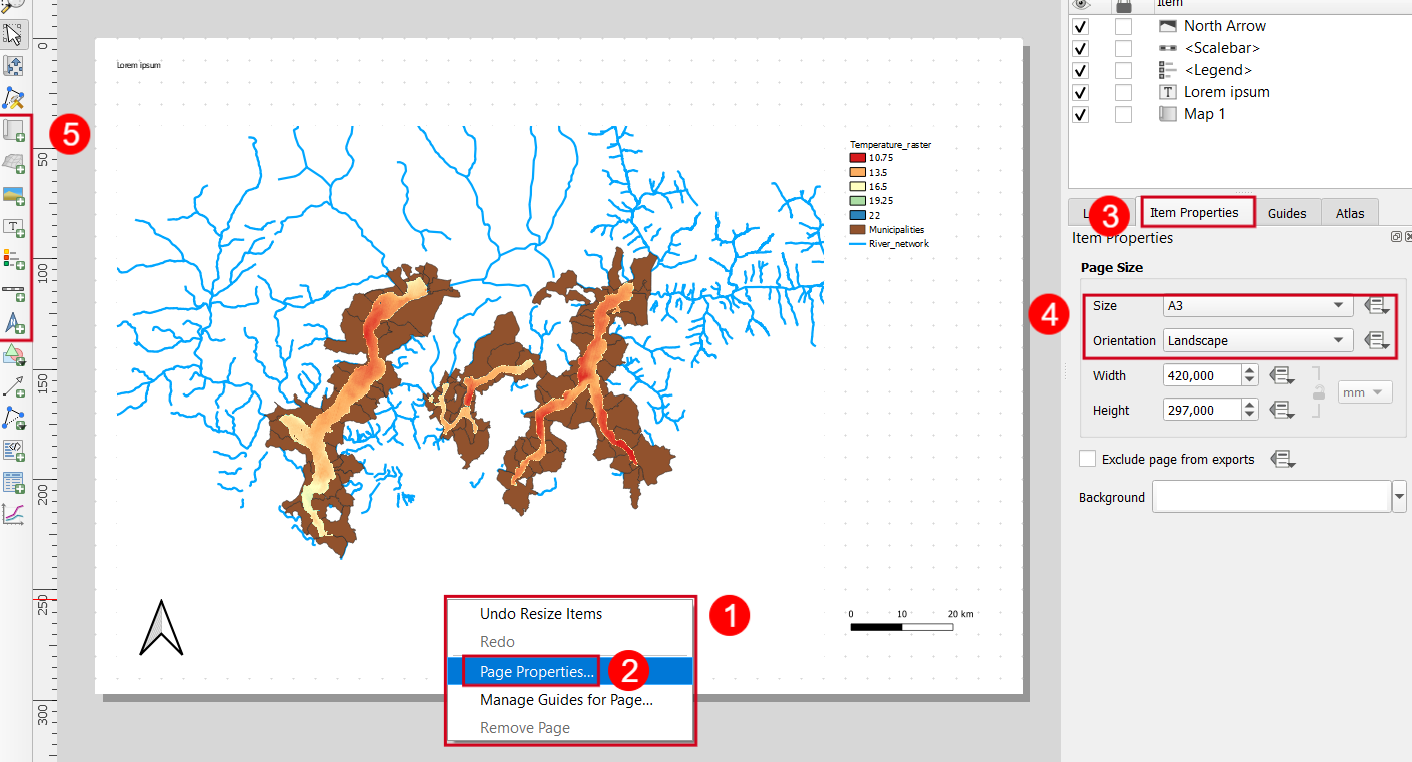 Item
North Arrow
<Scalebar>
<Legend>
Lorem ipsum
Map 1
3
Item Properties
Guides
Atlas
Item Properties
Page Size
4
Size
A3
Orientation
Landscape
Width
420,000
mm
Height
297,000
Exclude page from exports
Background
0
50
100
150
200
250
300
5
Lorem ipsum
Temperature_raster
10.75
13.5
16.5
19.25
22
Municipalities
River_network
0 10 20 km
1
Undo Resize Items
Redo
Page Properties...
2
Manage Guides for Page...
Remove Page